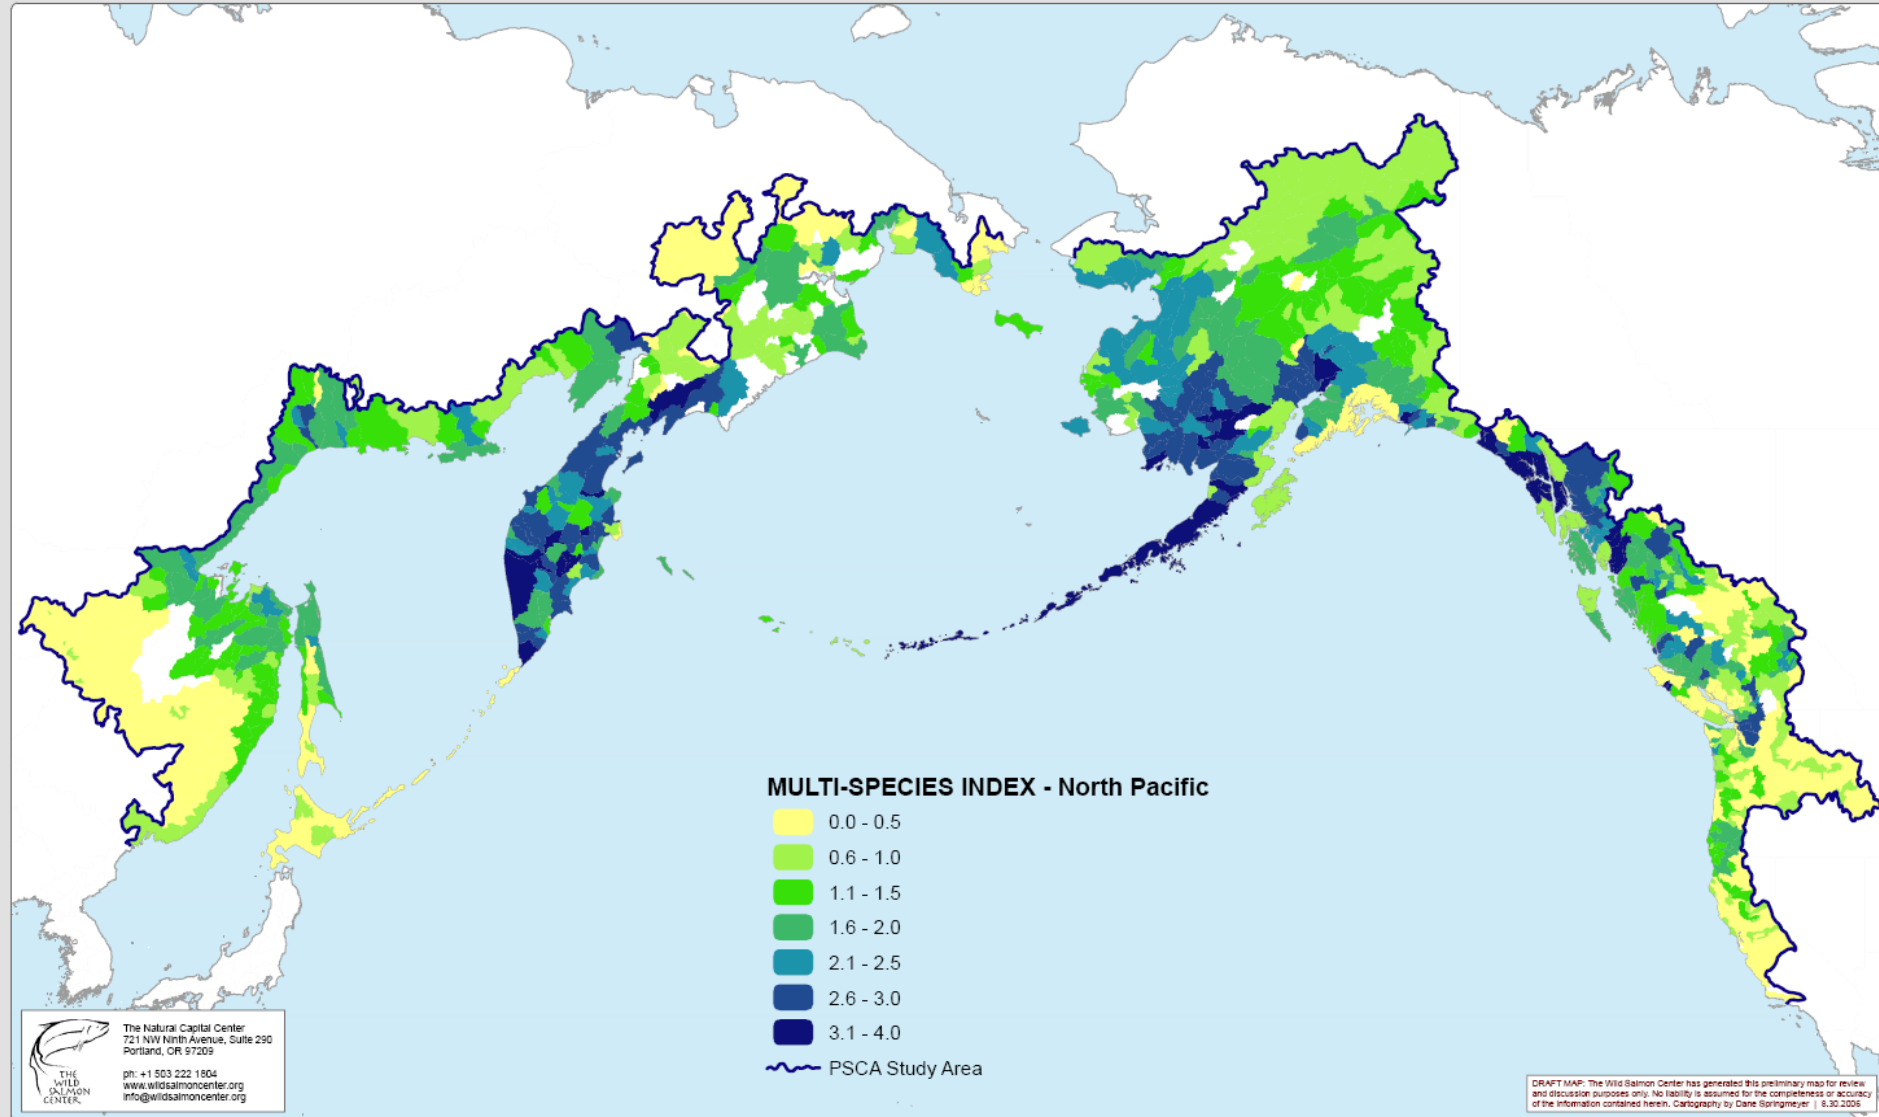 MULTI-SPECIES INDEX - North Pacific
0.0 - 0.5
0.6 - 1.0
1.1 - 1.5
1.6 - 2.0
2.1 - 2.5
2.6 - 3.0
3.1 - 4.0
PSCA Study Area
THE
WILD
SALMON
CENTER
The Natural Capital Center
721 NW Ninth Avenue, Suite 290
Portland, OR 97209
ph: +1 503 222 1804
www.wildsalmoncenter.org
info@wildsalmoncenter.org
DRAFT MAP: The Wild Salmon Center has generated this preliminary map for review
and discussion purposes only. No liability is assumed for the completeness or accuracy
of the information contained herein. Cartography by Dane Springmeyer | 8.30.2006